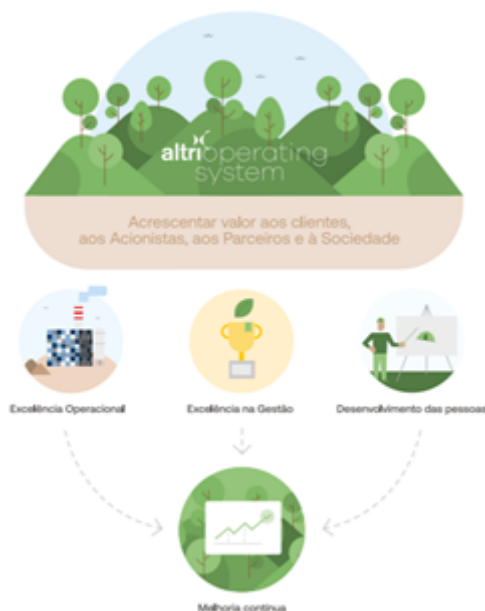 altri operating
system
Acrescentar valor aos clientes,
aos Acionistas, aos Parceiros e à Sociedade
Excelência Operacional
Excelência na Gestão
Desenvolvimento das pessoas
Melhoria contínua